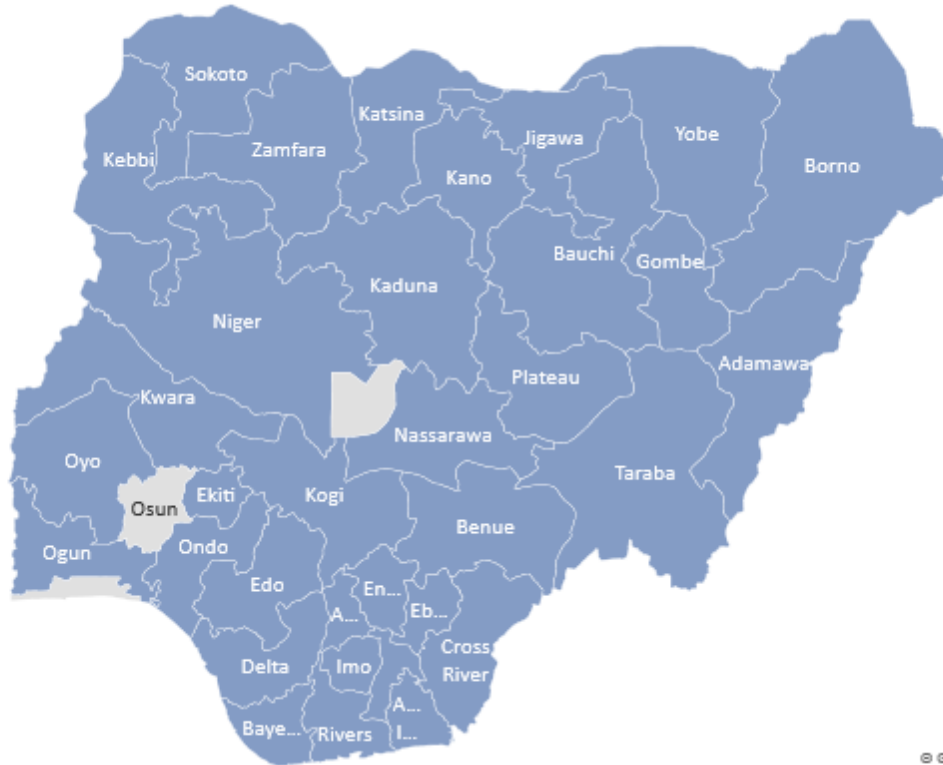 Sokoto
Katsina
Kebbi
Zamfara
Kano
Jigawa
Yobe
Borno
Kaduna
Bauchi
Gombe
Niger
Adamawa
Plateau
Kwara
Nassarawa
Oyo
Osun
Ekiti
Kogi
Taraba
Benue
Ogun
Ondo
Edo
En...
Eb...
A...
Cross
River
Delta
Imo
A...
I...
Baye...
Rivers